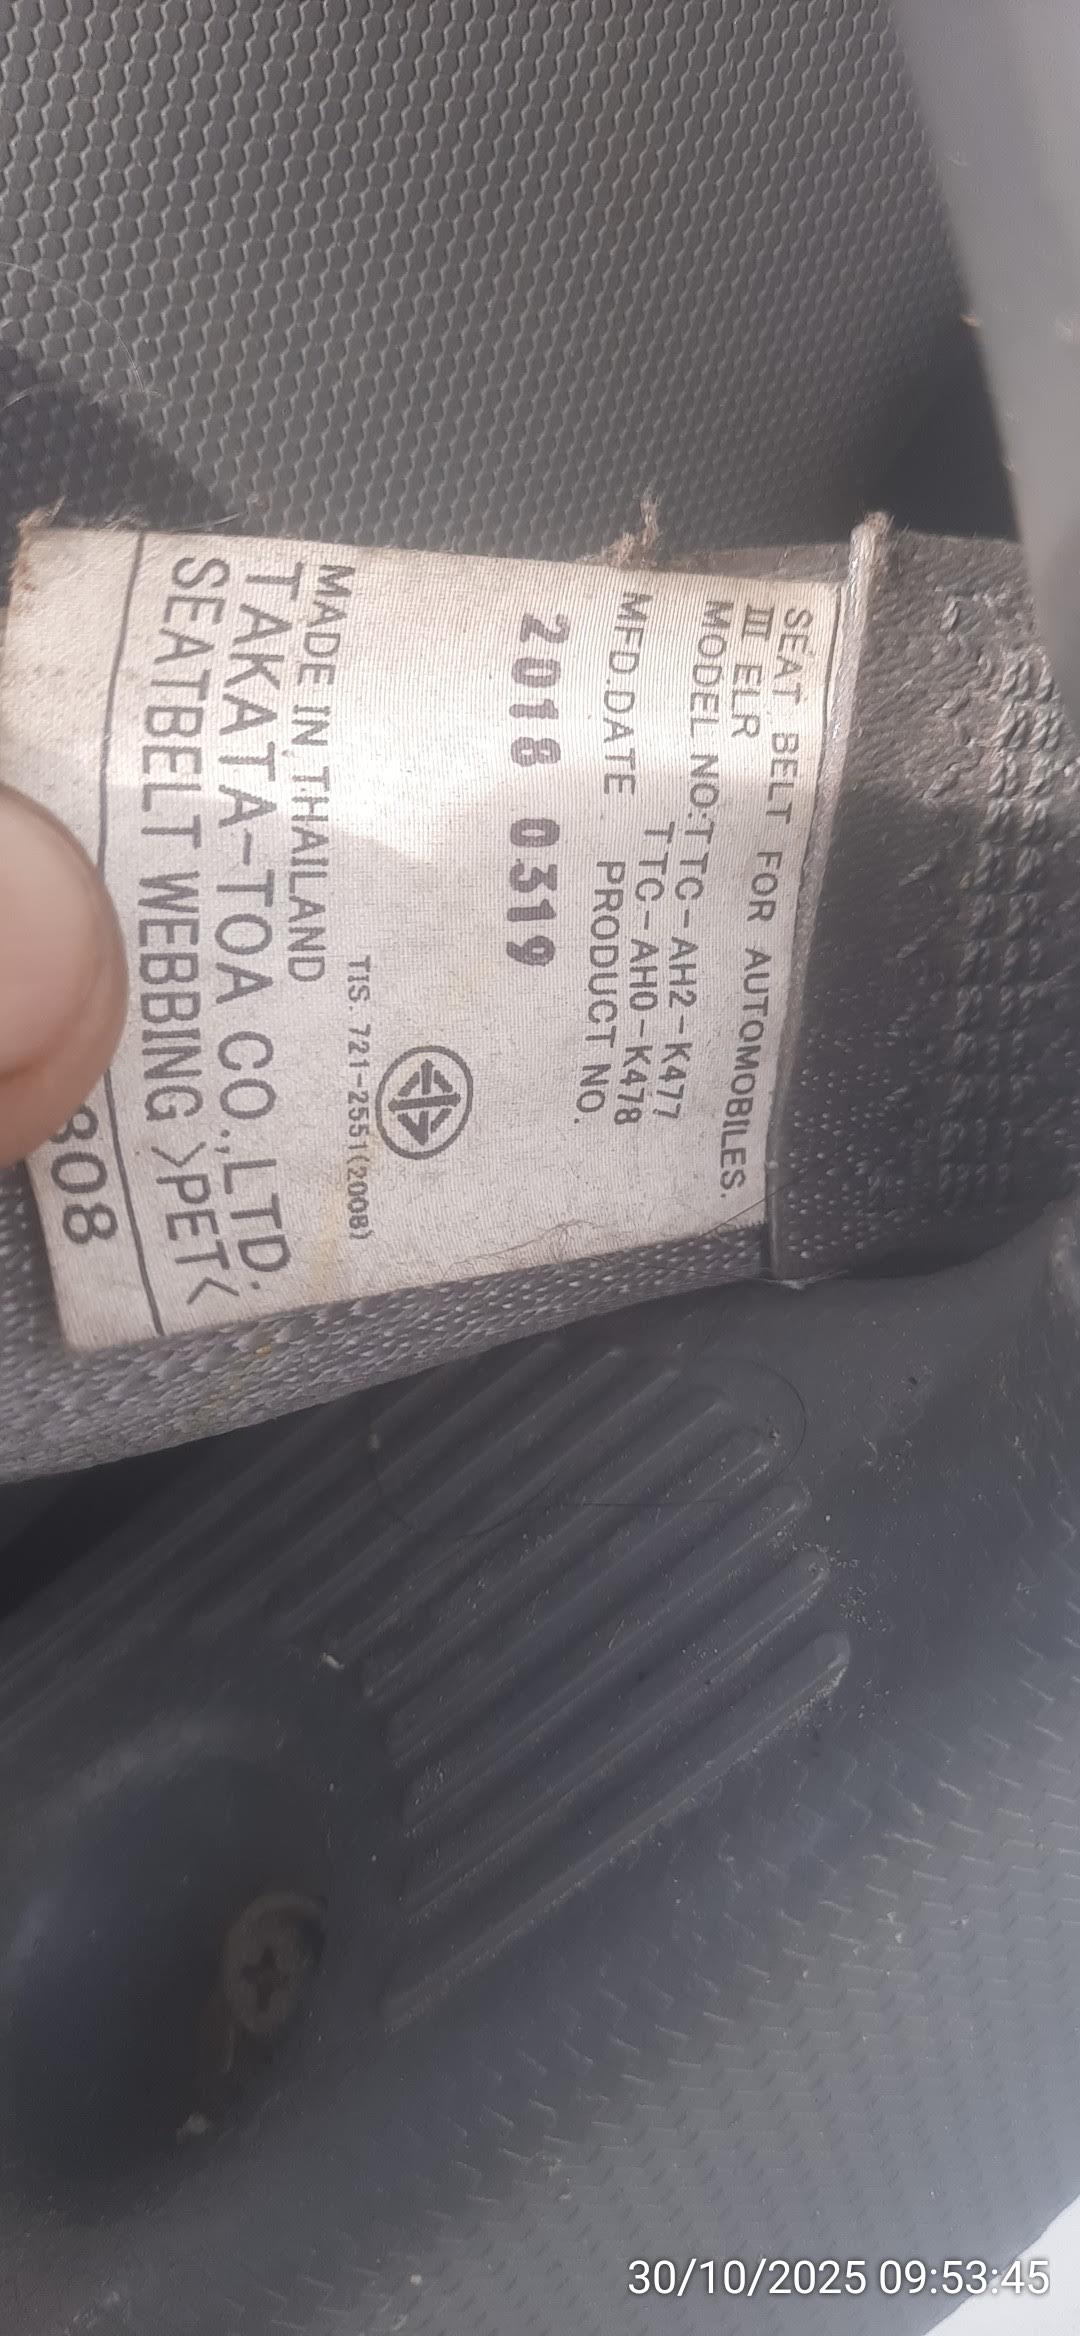 SEAT BELT FOR AUTOMOBILES.
III ELR
MODEL NO:TTC-AH2-K477
TTC-AH0-K478
MFD.DATE PRODUCT NO.
2018 0319
TIS. 721-2551(2008)
MADE IN THAILAND
TAKATA-TOA CO.,LTD.
SEATBELT WEBBING >PET<
808
30/10/2025 09:53:45